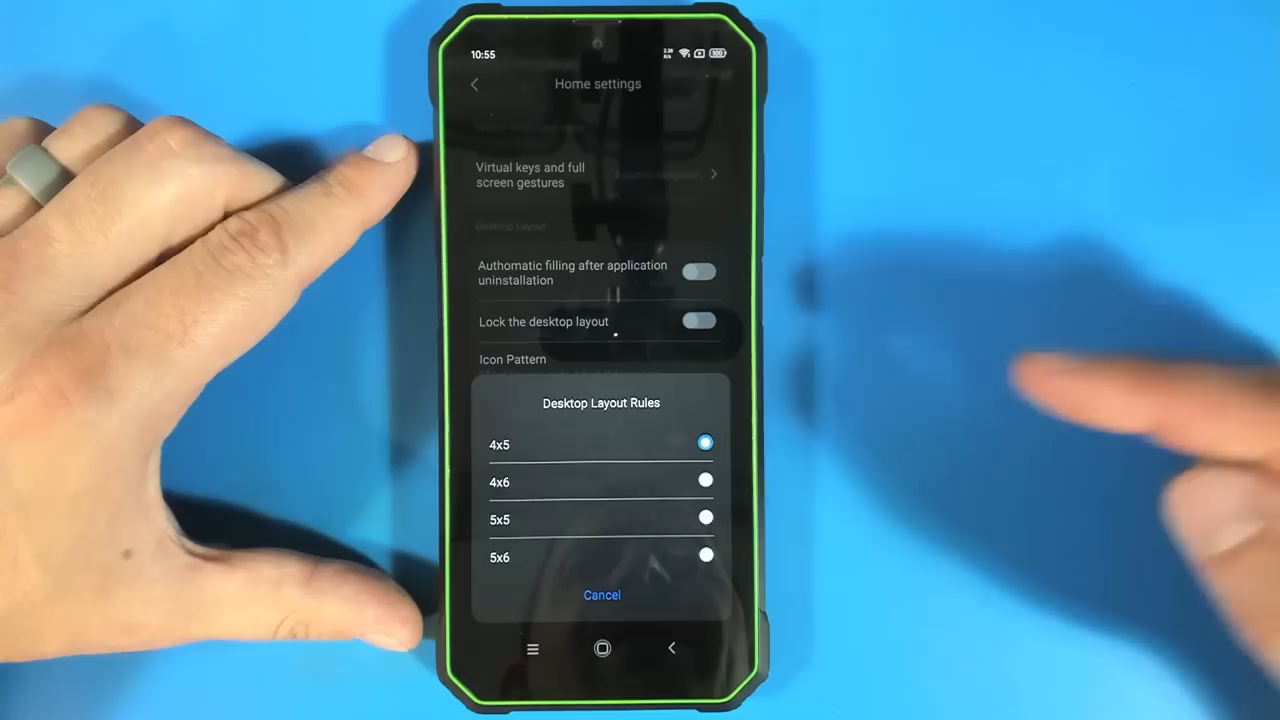 10:55
100
Home settings
Virtual keys and full
screen gestures
Desktop Layout
Authomatic filling after application
uninstallation
Lock the desktop layout
Icon Pattern
Desktop Layout Rules
4x5
4x6
5x5
5x6
Cancel